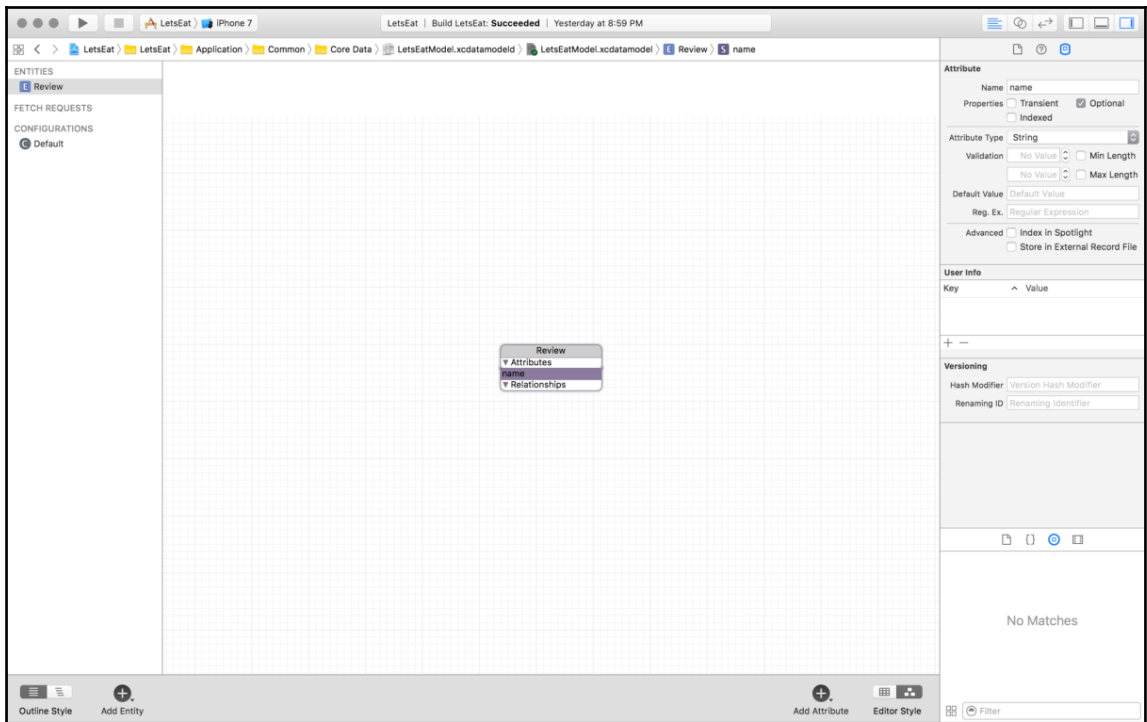 LetsEat 〉 iPhone 7
LetsEat | Build LetsEat: Succeeded | Yesterday at 8:59 PM
LetsEat 〉 LetsEat 〉 Application 〉 Common 〉 Core Data 〉 LetsEatModel.xcdatamodeld 〉 LetsEatModel.xcdatamodel 〉 E Review 〉 S name
ENTITIES
E Review
FETCH REQUESTS
CONFIGURATIONS
C Default
Review
▼ Attributes
name
▼ Relationships
Outline Style
Add Entity
Add Attribute
Editor Style
Attribute
Name name
Properties Transient Optional
Indexed
Attribute Type String
Validation No Value Min Length
No Value Max Length
Default Value Default Value
Reg. Ex. Regular Expression
Advanced Index in Spotlight
Store in External Record File
User Info
Key Value
+ −
Versioning
Hash Modifier Version Hash Modifier
Renaming ID Renaming Identifier
{}
No Matches
Filter